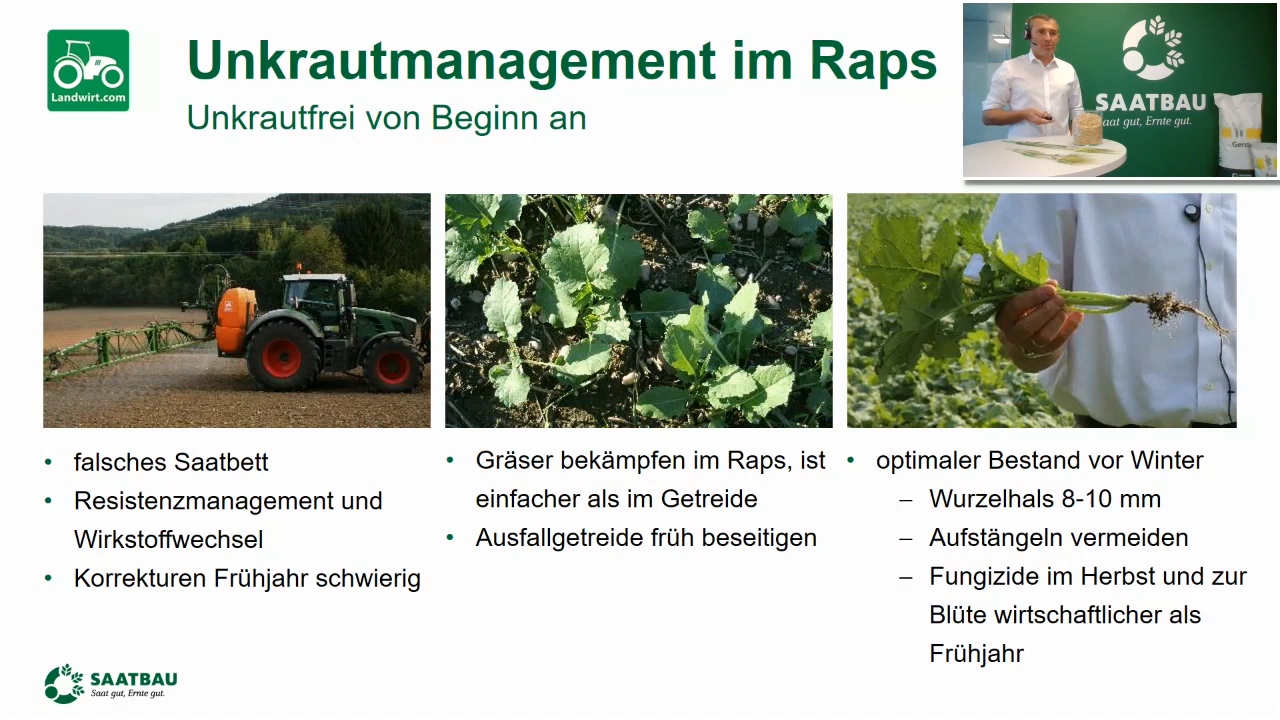 Landwirt.com
Unkrautmanagement im Raps
Unkrautfrei von Beginn an
SAATBAU
aat gut, Ernte gut.
Gerste
• falsches Saatbett
• Resistenzmanagement und
Wirkstoffwechsel
• Korrekturen Frühjahr schwierig
• Gräser bekämpfen im Raps, ist
einfacher als im Getreide
• Ausfallgetreide früh beseitigen
• optimaler Bestand vor Winter
– Wurzelhals 8-10 mm
– Aufstängeln vermeiden
– Fungizide im Herbst und zur
Blüte wirtschaftlicher als
Frühjahr
SAATBAU
Saat gut, Ernte gut.